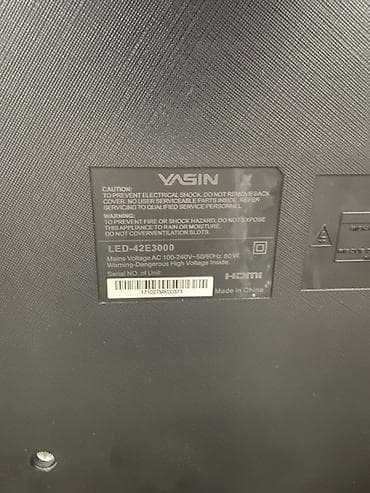 YASIN
CAUTION:
TO PREVENT ELECTRICAL SHOCK, DO NOT REMOVE BACK
COVER. NO USER SERVICEABLE PARTS INSIDE. REFER
SERVICING TO QUALIFIED SERVICE PERSONNEL.
WARNING:
TO PREVENT FIRE OR SHOCK HAZARD, DO NOT EXPOSE
THIS APPLIANCE TO RAIN OR MOISTURE.
DO NOT COVERVENTILATION SLOTS.
LED-42E3000
Mains Voltage AC 100-240V~50/60Hz 80 W
Warning-Dangerous High Voltage Inside.
Serial NO. of Unit:
HDMI
Made in China